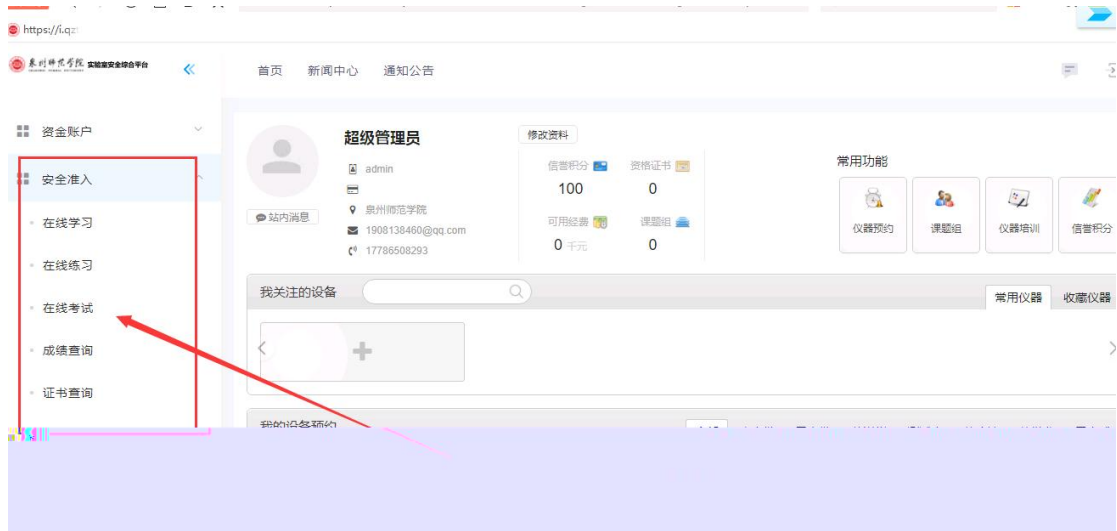 https://i.qz
泉州师范学院 实验室安全综合平台
首页 新闻中心 通知公告
资金账户
安全准入
在线学习
在线练习
在线考试
成绩查询
证书查询
超级管理员
admin
泉州师范学院
1908138460@qq.com
17786508293
站内消息
修改资料
信誉积分 资格证书
100 0
可用经费 课题组
0 千元 0
常用功能
仪器预约 课题组 仪器培训 信誉积分
我关注的设备
常用仪器 收藏仪器
我的设备预约